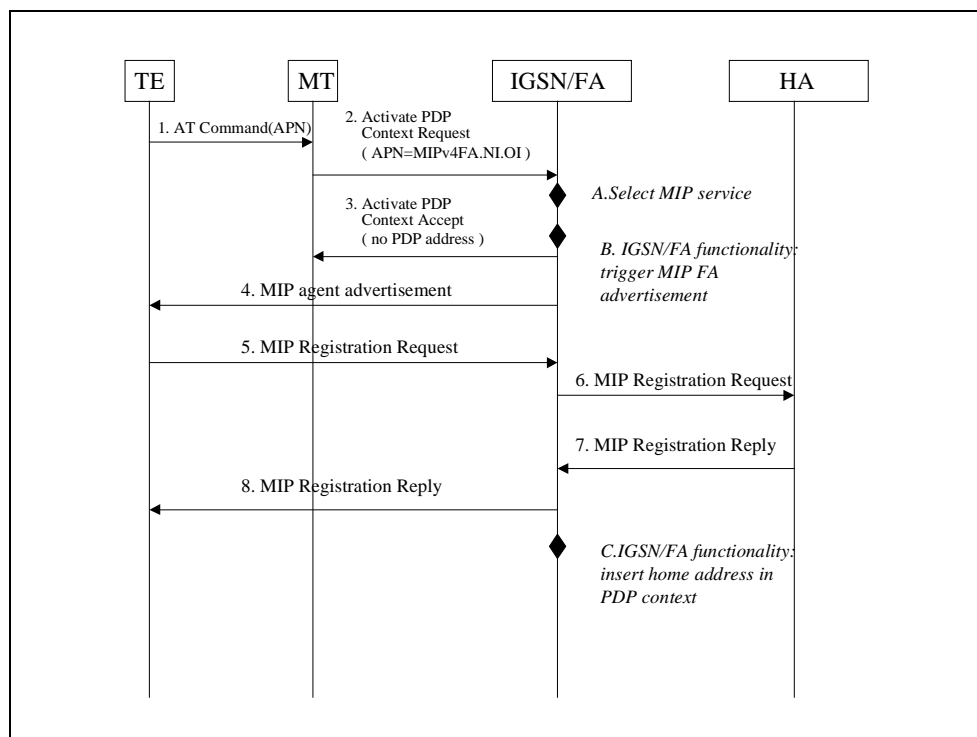 TE
MT
IGSN/FA
HA
1. AT Command(APN)
2. Activate PDP
Context Request
( APN=MIPv4FA.NI.OI )
A.Select MIP service
3. Activate PDP
Context Accept
( no PDP address )
B. IGSN/FA functionality:
trigger MIP FA
advertisement
4. MIP agent advertisement
5. MIP Registration Request
6. MIP Registration Request
7. MIP Registration Reply
8. MIP Registration Reply
C.IGSN/FA functionality:
insert home address in
PDP context